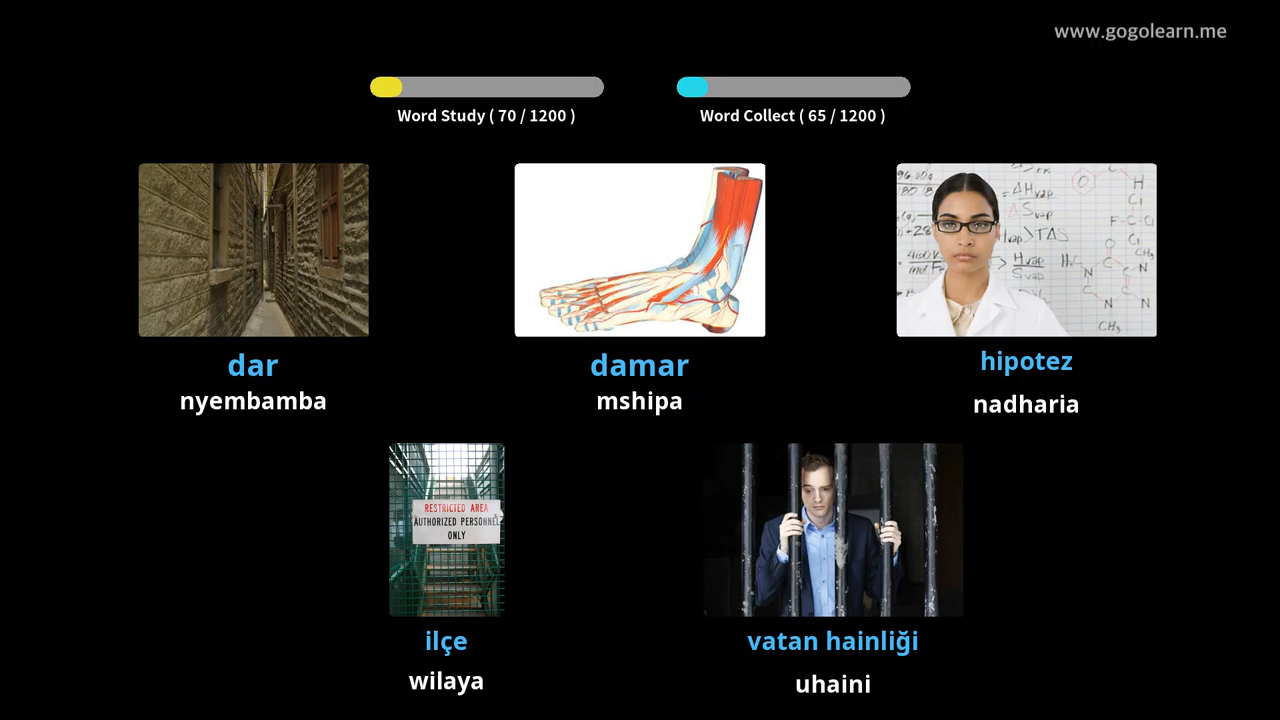 www.gogolearn.me
Word Study ( 70 / 1200 )
Word Collect ( 65 / 1200 )
dar
nyembamba
damar
mshipa
hipotez
nadharia
RESTRICTED AREA
AUTHORIZED PERSONNEL
ONLY
ilçe
wilaya
vatan hainliği
uhaini